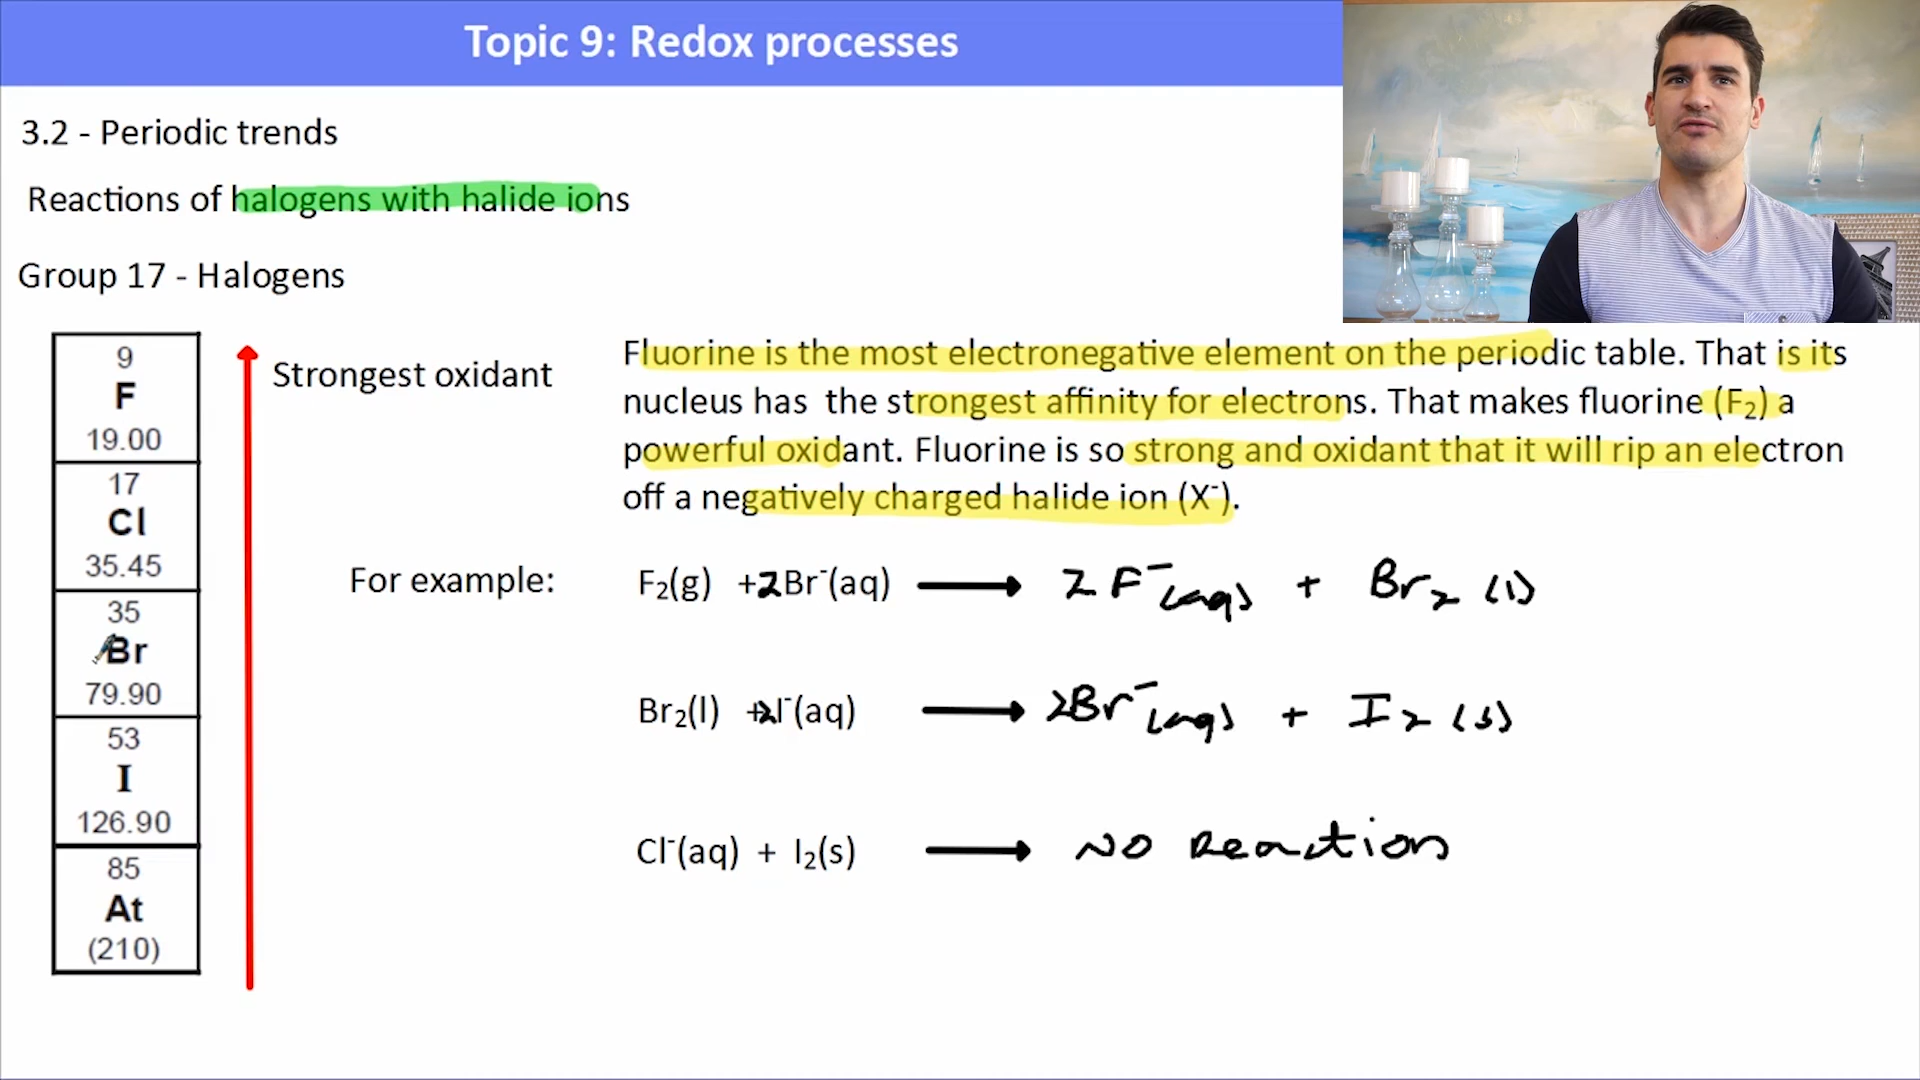 Topic 9: Redox processes
3.2 - Periodic trends
Reactions of halogens with halide ions
Group 17 - Halogens
9
F
19.00
17
Cl
35.45
35
Br
79.90
53
I
126.90
85
At
(210)
Strongest oxidant
Fluorine is the most electronegative element on the periodic table. That is its
nucleus has the strongest affinity for electrons. That makes fluorine (F₂) a
powerful oxidant. Fluorine is so strong and oxidant that it will rip an electron
off a negatively charged halide ion (X⁻).
For example: F₂(g) +2Br⁻(aq) ⟶ 2F⁻(aq) + Br₂(l)
Br₂(l) +2I⁻(aq) ⟶ 2Br⁻(aq) + I₂(s)
Cl⁻(aq) + I₂(s) ⟶ NO Reaction